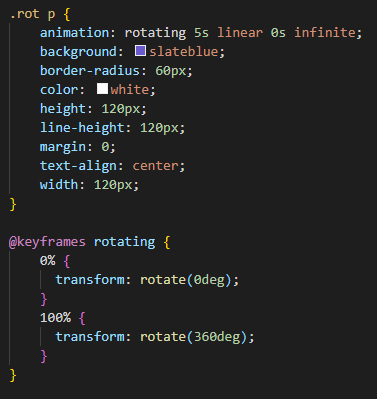 .rot p {
    animation: rotating 5s linear 0s infinite;
    background: slateblue;
    border-radius: 60px;
    color: white;
    height: 120px;
    line-height: 120px;
    margin: 0;
    text-align: center;
    width: 120px;
}

@keyframes rotating {
    0% {
      transform: rotate(0deg);
    }
    100% {
      transform: rotate(360deg);
    }
}